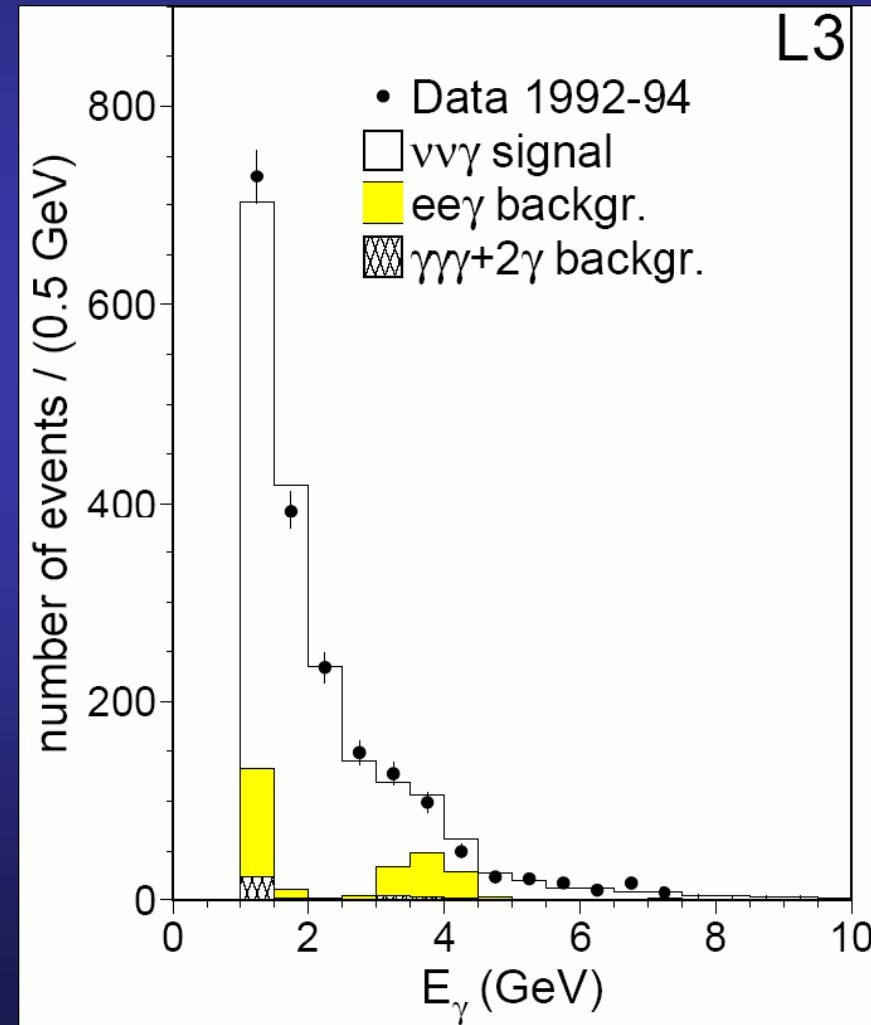 L3
Data 1992-94
ννγ signal
eeγ backgr.
γγγ+2γ backgr.
number of events / (0.5 GeV)
800
600
400
200
0
0 2 4 6 8 10
Eγ (GeV)